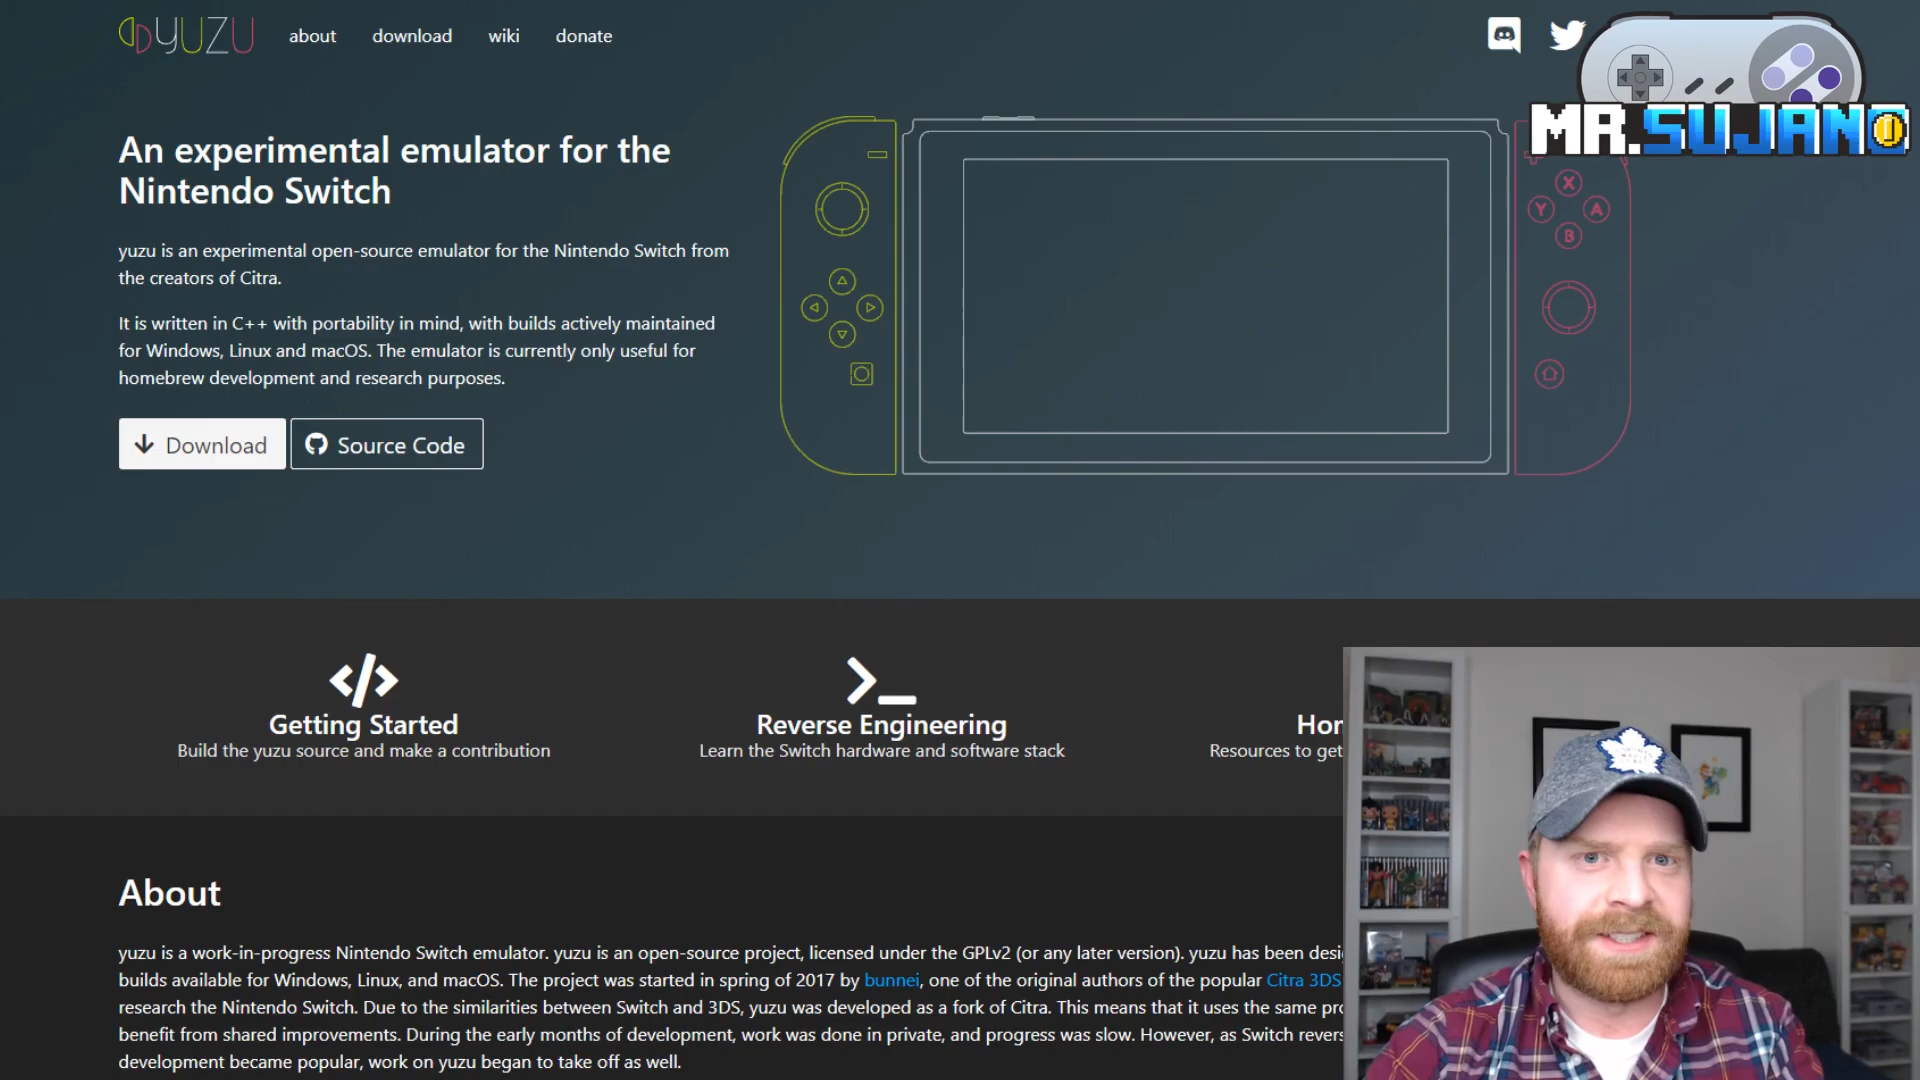 YUZU
about
download
wiki
donate
MR.SUJANO
An experimental emulator for the
Nintendo Switch
X
Y
A
B
yuzu is an experimental open-source emulator for the Nintendo Switch from
the creators of Citra.
It is written in C++ with portability in mind, with builds actively maintained
for Windows, Linux and macOS. The emulator is currently only useful for
homebrew development and research purposes.
Download
Source Code
Getting Started
Build the yuzu source and make a contribution
Reverse Engineering
Learn the Switch hardware and software stack
Hor
Resources to get
About
yuzu is a work-in-progress Nintendo Switch emulator. yuzu is an open-source project, licensed under the GPLv2 (or any later version). yuzu has been desi
builds available for Windows, Linux, and macOS. The project was started in spring of 2017 by bunnei, one of the original authors of the popular Citra 3DS
research the Nintendo Switch. Due to the similarities between Switch and 3DS, yuzu was developed as a fork of Citra. This means that it uses the same pro
benefit from shared improvements. During the early months of development, work was done in private, and progress was slow. However, as Switch revers
development became popular, work on yuzu began to take off as well.